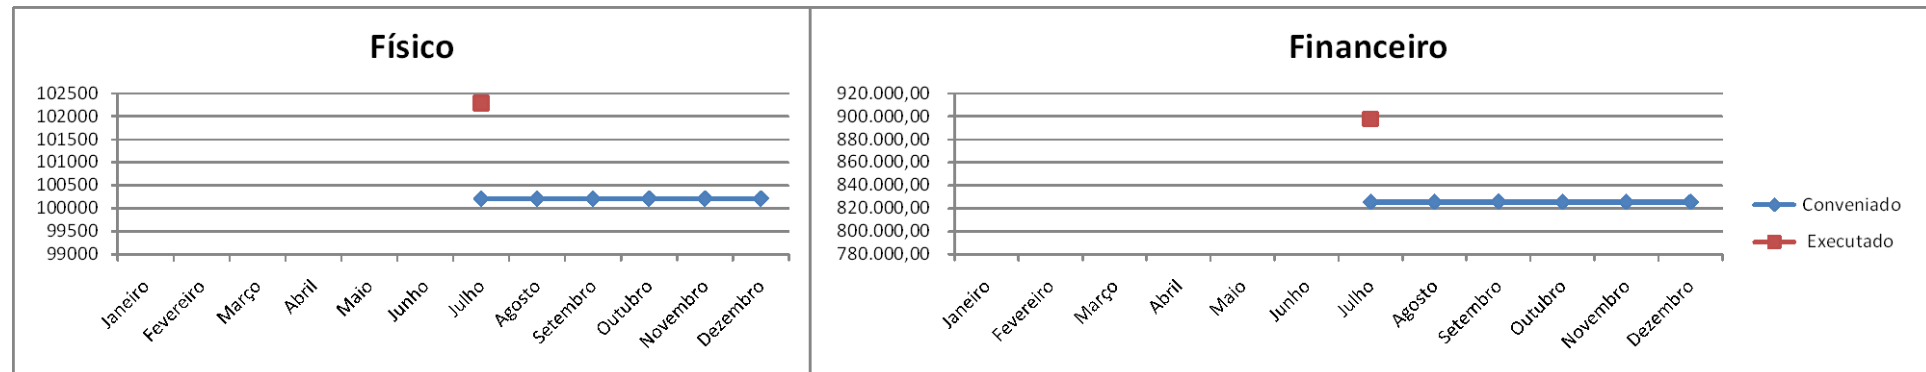 Físico
102500
102000
101500
101000
100500
100000
99500
99000
Janeiro
Fevereiro
Março
Abril
Maio
Junho
Julho
Agosto
Setembro
Outubro
Novembro
Dezembro
Financeiro
920.000,00
900.000,00
880.000,00
860.000,00
840.000,00
820.000,00
800.000,00
780.000,00
Janeiro
Fevereiro
Março
Abril
Maio
Junho
Julho
Agosto
Setembro
Outubro
Novembro
Dezembro
Conveniado
Executado